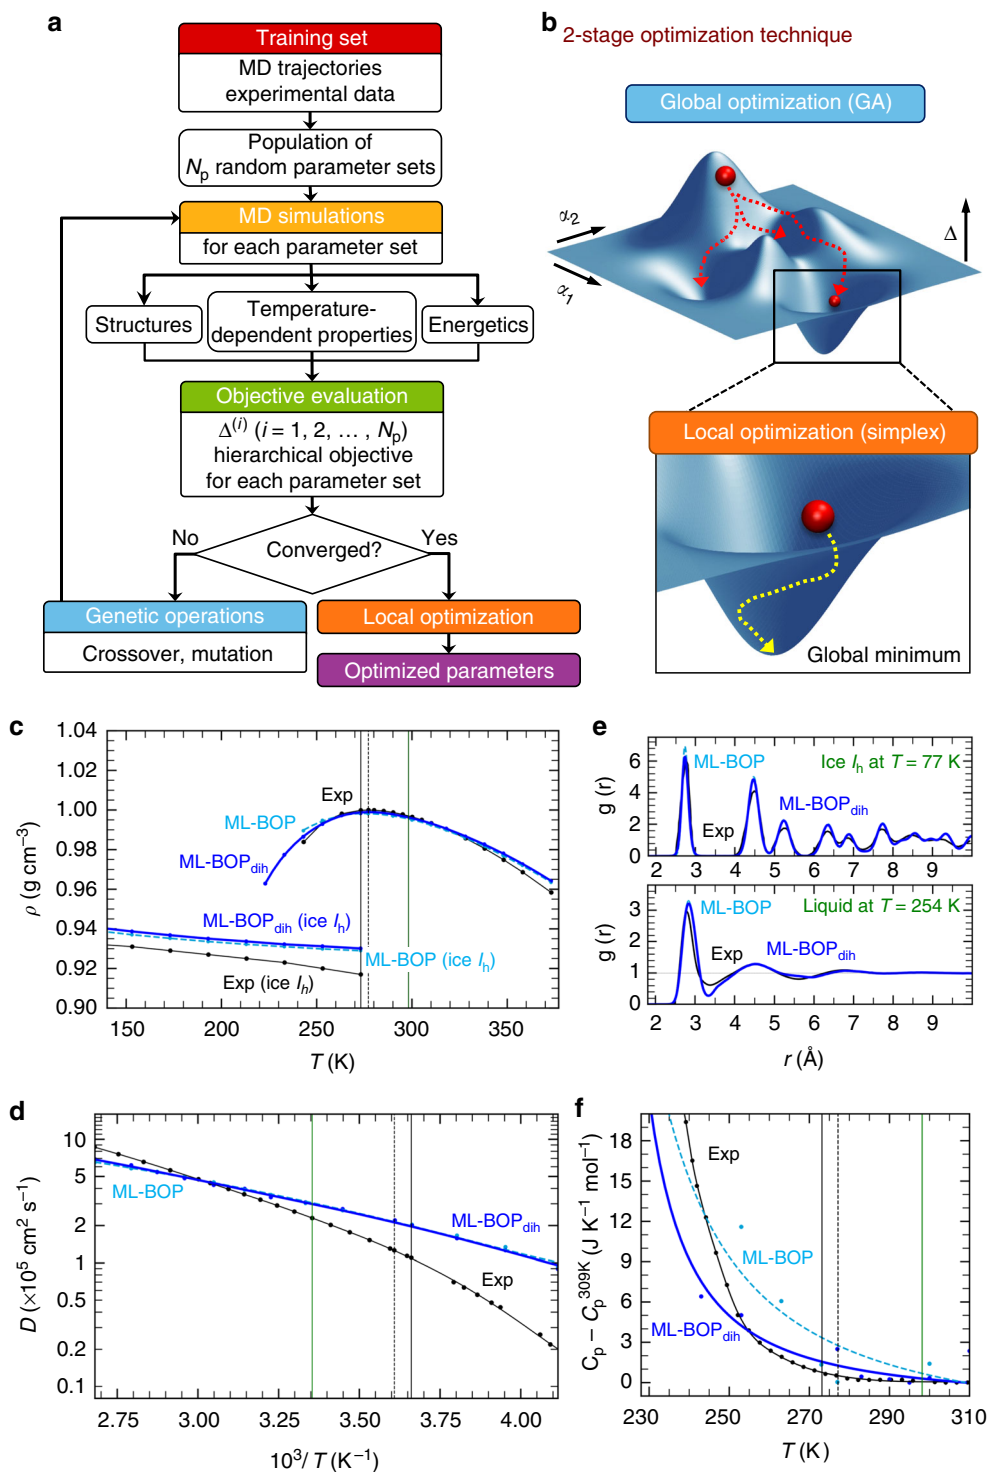 a
Training set
MD trajectories
experimental data
Population of
Np random parameter sets
MD simulations
for each parameter set
Structures
Temperature-
dependent properties
Energetics
Objective evaluation
Δ(i) (i = 1, 2, … , Np)
hierarchical objective
for each parameter set
No
Converged?
Yes
Genetic operations
Crossover, mutation
Local optimization
Optimized parameters
b
2-stage optimization technique
Global optimization (GA)
α2
α1
Δ
Local optimization (simplex)
Global minimum
c
1.04
1.02
1.00
0.98
0.96
0.94
0.92
0.90
ρ (g cm−3)
Exp
ML-BOP
ML-BOPdih
ML-BOPdih (ice Ih)
ML-BOP (ice Ih)
Exp (ice Ih)
150 200 250 300 350
T (K)
d
10
5
2
1
0.5
0.2
0.1
D (×105 cm2 s−1)
ML-BOP
ML-BOPdih
Exp
2.75 3.00 3.25 3.50 3.75 4.00
103/ T (K−1)
e
6
4
2
0
g (r)
ML-BOP
Ice Ih at T = 77 K
ML-BOPdih
Exp
2 3 4 5 6 7 8 9
3
2
1
0
g(r)
ML-BOP
Liquid at T = 254 K
Exp
ML-BOPdih
2 3 4 5 6 7 8 9
r (Å)
f
18
15
12
9
6
3
0
Cp − Cp309K (J K−1 mol−1)
Exp
ML-BOP
ML-BOPdih
230 250 270 290 310
T (K)